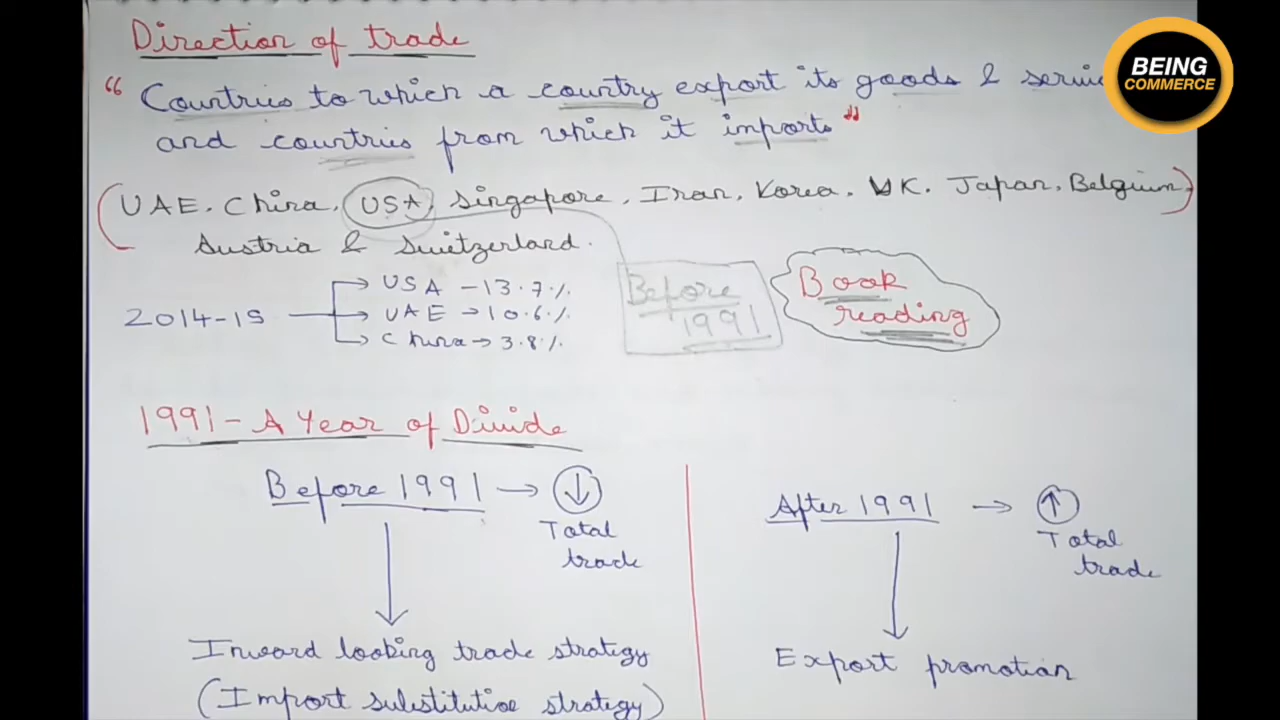 Direction of trade
BEING
COMMERCE
" Countries to which a country export its goods & servic
and countries from which it imports "
( UAE, China, USA, Singapore, Iran, Korea, UK, Japan, Belgium, )
Austria & Switzerland.
2014-15 → USA - 13.7%
→ UAE → 10.6%
→ China → 3.8%
Before
1991
Book
reading
1991 - A Year of Divide
Before 1991 → ↓
Total
trade
After 1991 → ↑
Total
trade
Inward looking trade strategy
(Import substitutive strategy)
Export promotion